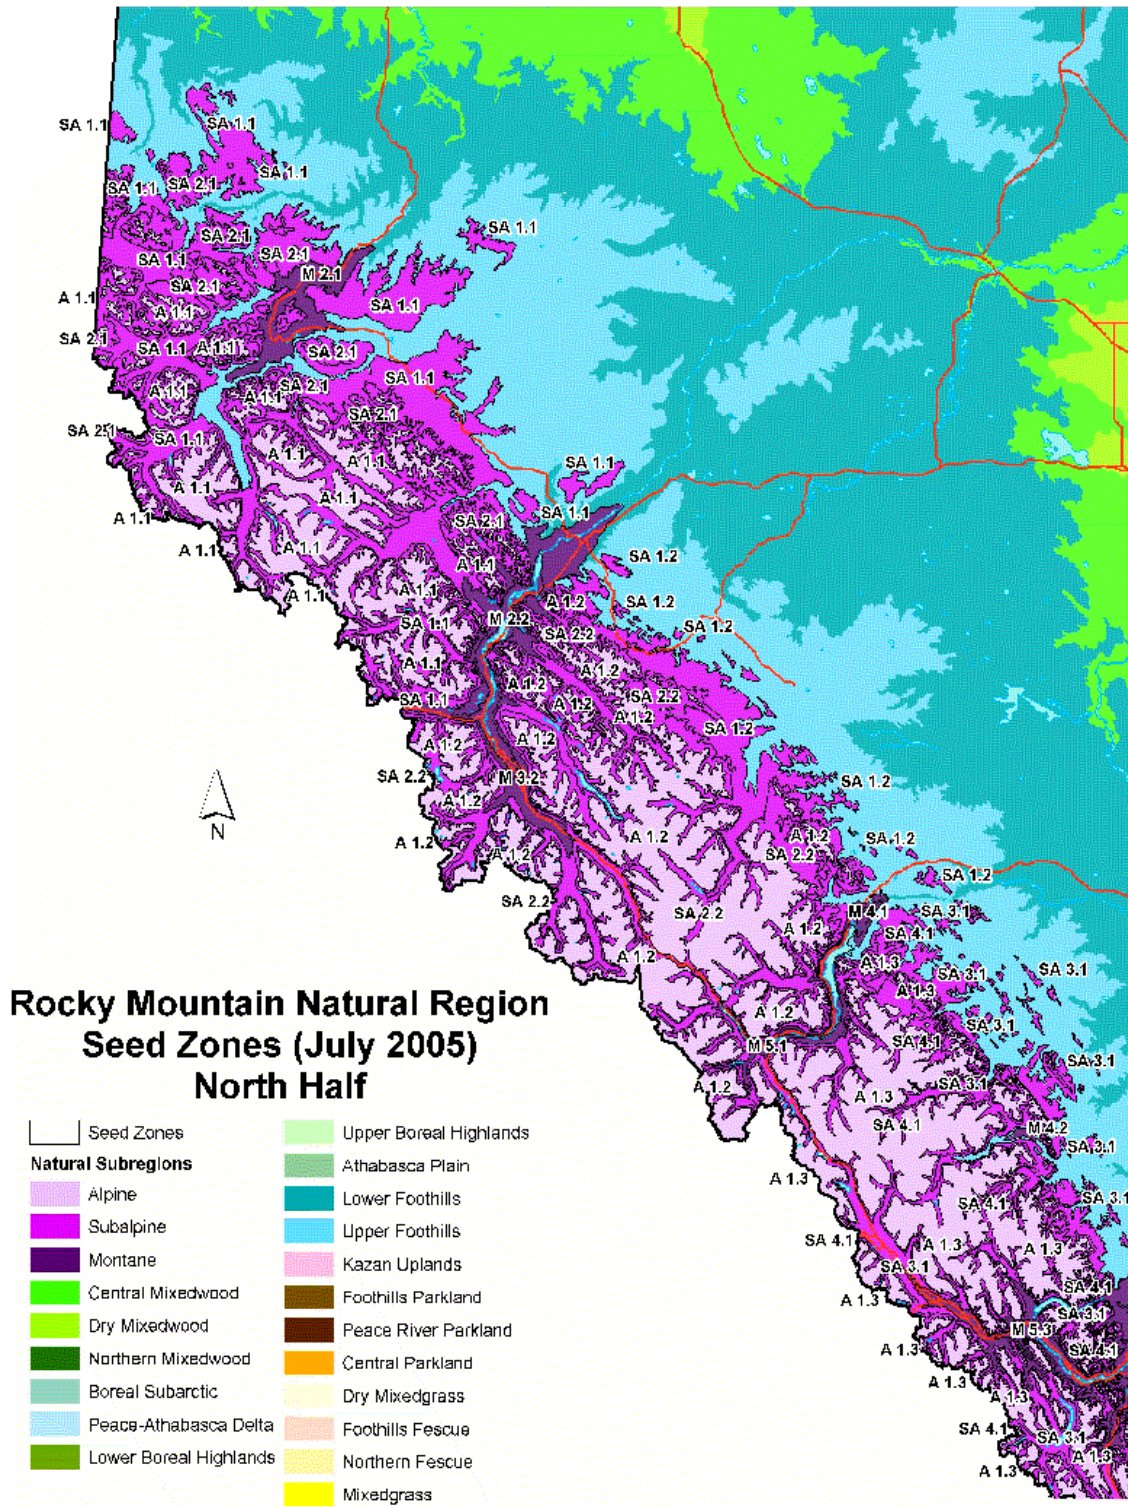 SA 1.1
SA 1.1
SA 1.1
SA 1.1
SA 2.1
SA 1.1
SA 2.1
SA 2.1
SA 1.1
M 2.1
SA 2.1
A 1.1
A 1.1
SA 1.1
SA 2.1
SA 1.1
A 1.1
SA 2.1
SA 1.1
A 1.1
SA 2.1
A 1.1
SA 2.1
SA 2.1
SA 1.1
A 1.1
A 1.1
SA 1.1
A 1.1
A 1.1
SA 1.1
A 1.1
SA 2.1
A 1.1
A 1.1
SA 1.2
A 1.1
A 1.1
A 1.1
A 1.2
SA 1.2
SA 1.1
M 2.2
SA 2.2
SA 1.2
A 1.1
A 1.2
A 1.2
SA 2.2
SA 1.1
A 1.2
A 1.2
SA 1.2
A 1.2
A 1.2
SA 2.2
M 3.2
SA 1.2
A 1.2
A 1.2
A 1.2
A 1.2
SA 1.2
A 1.2
SA 2.2
SA 1.2
SA 2.2
SA 2.2
M 4.1
SA 3.1
A 1.2
SA 4.1
A 1.2
A 1.3
SA 3.1
SA 3.1
A 1.3
A 1.2
SA 3.1
M 5.1
SA 4.1
SA 3.1
A 1.2
SA 3.1
A 1.3
SA 4.1
M 4.2
SA 3.1
A 1.3
SA 4.1
SA 3.1
SA 4.1
A 1.3
A 1.3
SA 3.1
SA 4.1
A 1.3
SA 3.1
M 5.3
A 1.3
SA 4.1
A 1.3
A 1.3
SA 4.1
SA 3.1
A 1.3
A 1.3
N
Rocky Mountain Natural Region
Seed Zones (July 2005)
North Half
Seed Zones
Natural Subregions
Alpine
Subalpine
Montane
Central Mixedwood
Dry Mixedwood
Northern Mixedwood
Boreal Subarctic
Peace-Athabasca Delta
Lower Boreal Highlands
Upper Boreal Highlands
Athabasca Plain
Lower Foothills
Upper Foothills
Kazan Uplands
Foothills Parkland
Peace River Parkland
Central Parkland
Dry Mixedgrass
Foothills Fescue
Northern Fescue
Mixedgrass